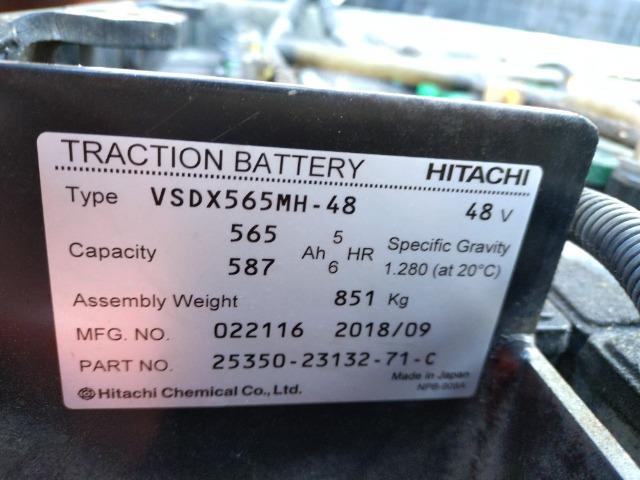 TRACTION BATTERY HITACHI
Type VSDX565MH-48 48 V
Capacity 565 587 Ah 5 6 HR Specific Gravity 1.280 (at 20°C)
Assembly Weight 851 Kg
MFG. NO. 022116 2018/09
PART NO. 25350-23132-71-C
Made in Japan
Hitachi Chemical Co., Ltd.